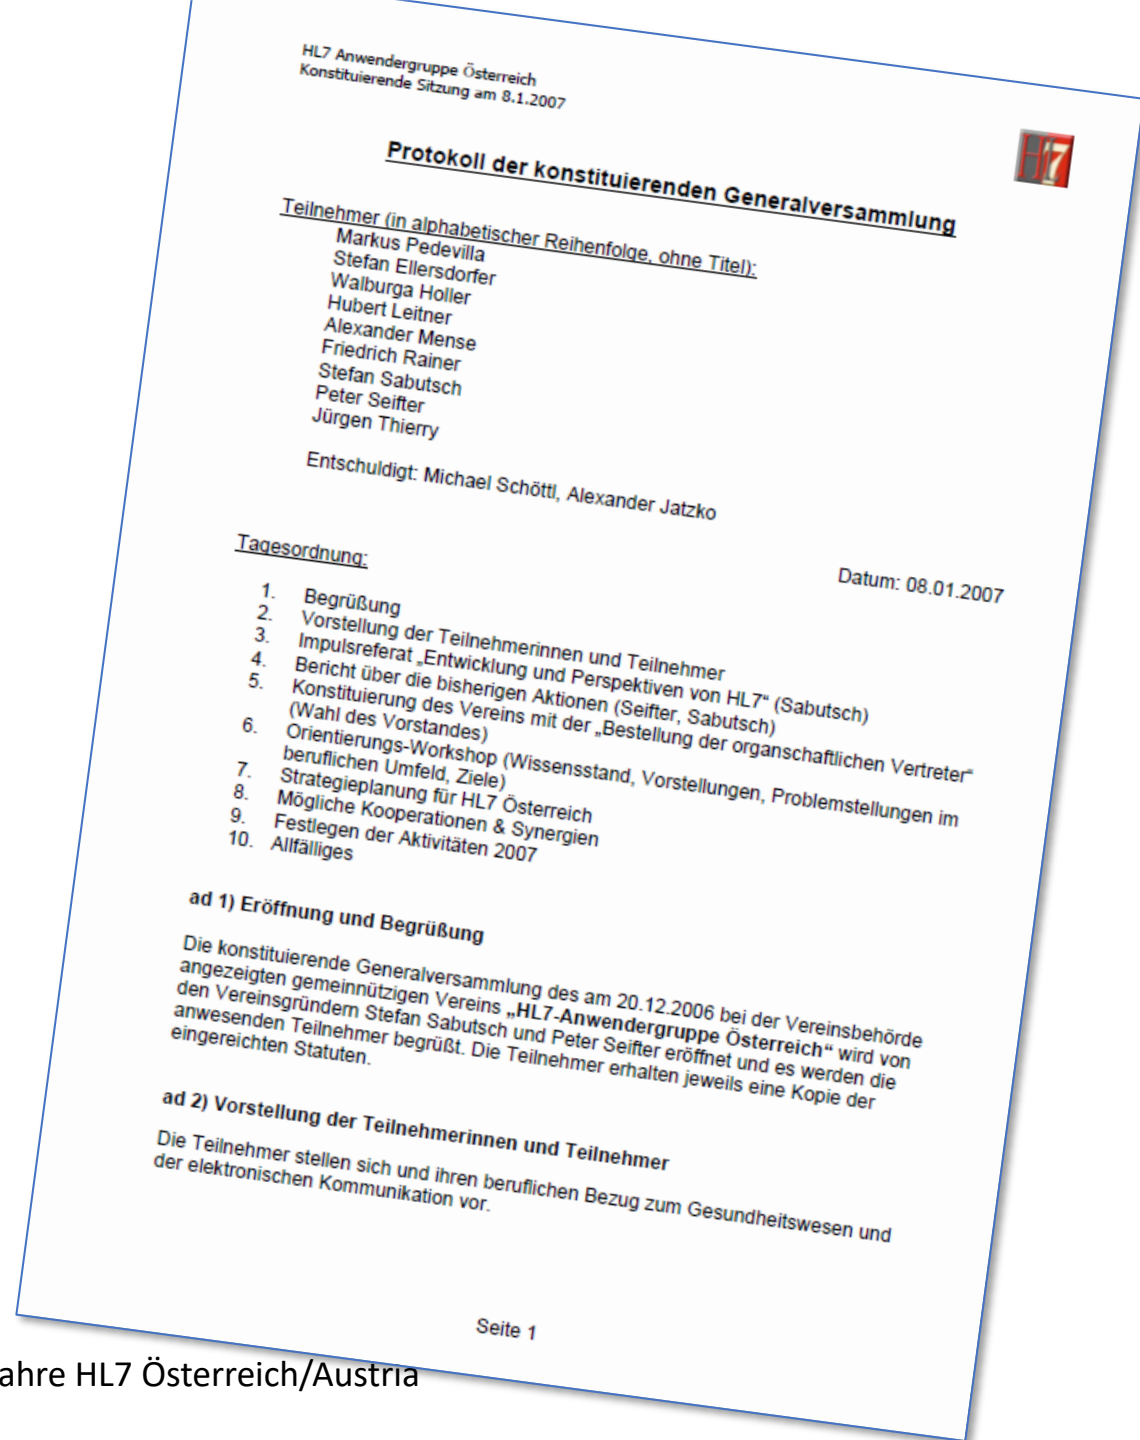 HL7 Anwendergruppe Österreich
Konstituierende Sitzung am 8.1.2007
HL7
Protokoll der konstituierenden Generalversammlung
Teilnehmer (in alphabetischer Reihenfolge, ohne Titel):
Markus Pedevilla
Stefan Ellersdorfer
Walburga Holler
Hubert Leitner
Alexander Mense
Friedrich Rainer
Stefan Sabutsch
Peter Seifter
Jürgen Thierry
Entschuldigt: Michael Schöttl, Alexander Jatzko
Datum: 08.01.2007
Tagesordnung:
1. Begrüßung
2. Vorstellung der Teilnehmerinnen und Teilnehmer
3. Impulsreferat „Entwicklung und Perspektiven von HL7“ (Sabutsch)
4. Bericht über die bisherigen Aktionen (Seifter, Sabutsch)
5. Konstituierung des Vereins mit der „Bestellung der organschaftlichen Vertreter“
(Wahl des Vorstandes)
6. Orientierungs-Workshop (Wissensstand, Vorstellungen, Problemstellungen im
beruflichen Umfeld, Ziele)
7. Strategieplanung für HL7 Österreich
8. Mögliche Kooperationen & Synergien
9. Festlegen der Aktivitäten 2007
10. Allfälliges
ad 1) Eröffnung und Begrüßung
Die konstituierende Generalversammlung des am 20.12.2006 bei der Vereinsbehörde
angezeigten gemeinnützigen Vereins „HL7-Anwendergruppe Österreich“ wird von
den Vereinsgründern Stefan Sabutsch und Peter Seifter eröffnet und es werden die
anwesenden Teilnehmer begrüßt. Die Teilnehmer erhalten jeweils eine Kopie der
eingereichten Statuten.
ad 2) Vorstellung der Teilnehmerinnen und Teilnehmer
Die Teilnehmer stellen sich und ihren beruflichen Bezug zum Gesundheitswesen und
der elektronischen Kommunikation vor.
Seite 1
ahre HL7 Österreich/Austria